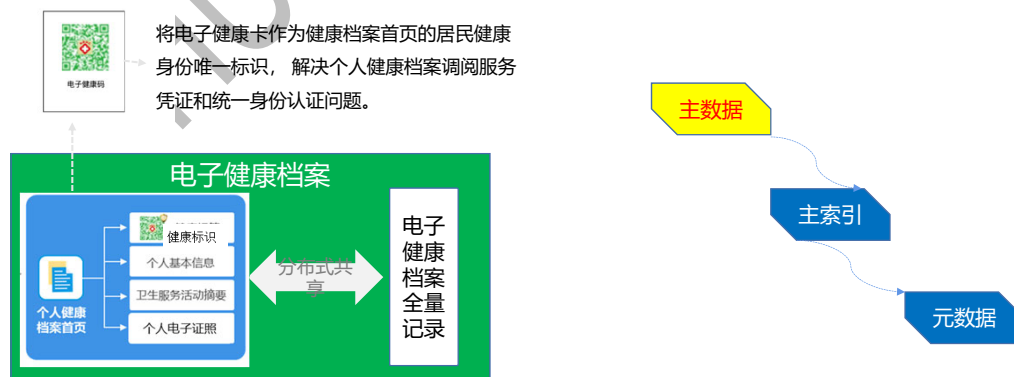 将电子健康卡作为健康档案首页的居民健康
身份唯一标识， 解决个人健康档案调阅服务
凭证和统一身份认证问题。
电子健康码
电子健康档案
健康标识
个人基本信息
卫生服务活动摘要
个人电子证照
个人健康
档案首页
分布式共
享
电子
健康
档案
全量
记录
主数据
主索引
元数据